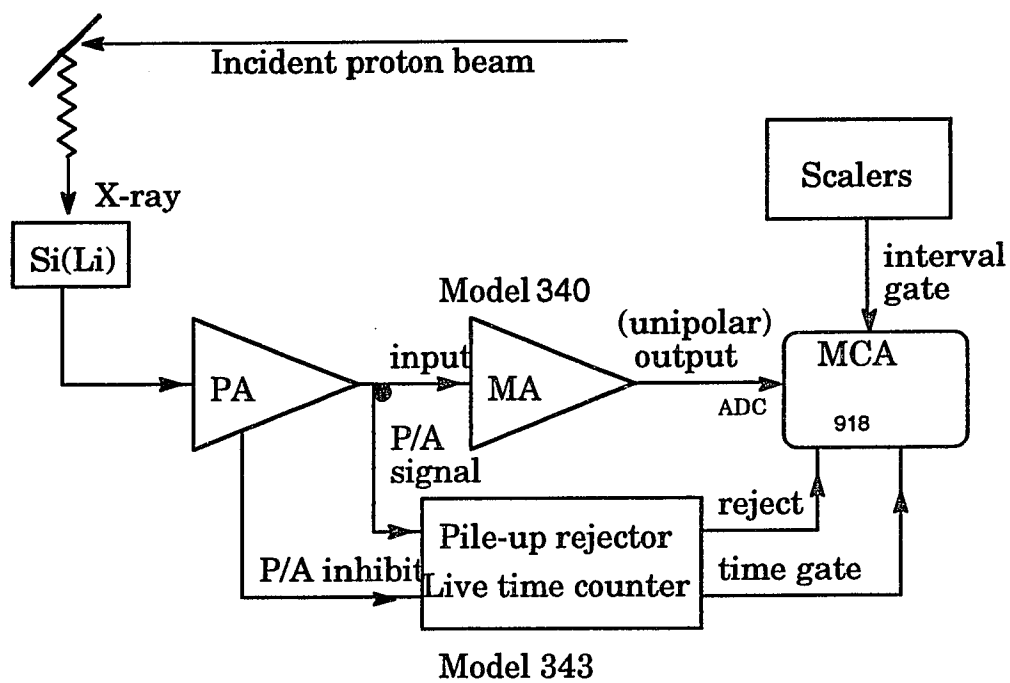 Incident proton beam
X-ray
Scalers
Si(Li)
interval
gate
Model 340
(unipolar)
output
input
MCA
PA
MA
ADC
918
P/A
signal
reject
Pile-up rejector
P/A inhibit
Live time counter
time gate
Model 343